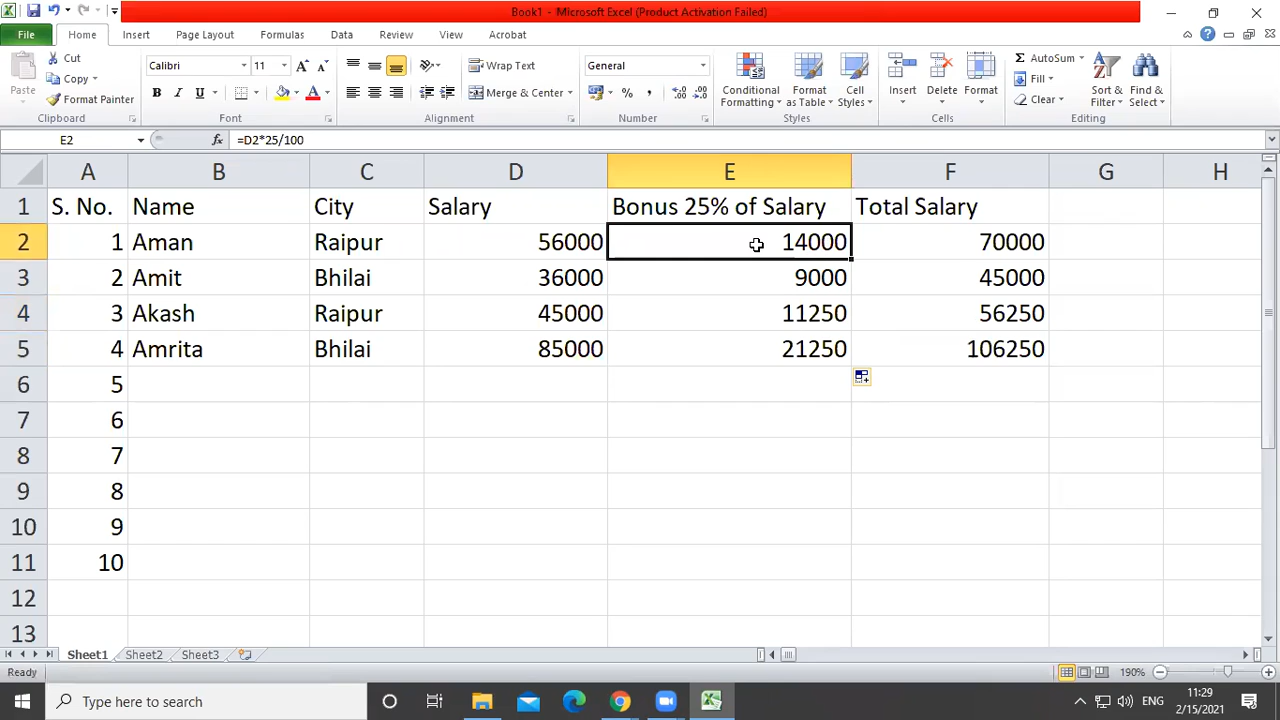 Book1 - Microsoft Excel (Product Activation Failed)
File Home Insert Page Layout Formulas Data Review View Acrobat
Paste
Cut
Copy
Format Painter
Clipboard
Calibri 11
B I U A
Font
Wrap Text
Merge & Center
Alignment
General
%
Number
Conditional Formatting
Format as Table
Cell Styles
Styles
Insert Delete Format
Cells
Σ AutoSum
Fill
Clear
Sort & Filter
Find & Select
Editing
E2 fx =D2*25/100
A B C D E F G H
1 S. No. Name City Salary Bonus 25% of Salary Total Salary
2 1 Aman Raipur 56000 14000 70000
3 2 Amit Bhilai 36000 9000 45000
4 3 Akash Raipur 45000 11250 56250
5 4 Amrita Bhilai 85000 21250 106250
6 5
7 6
8 7
9 8
10 9
11 10
12
13
Sheet1 Sheet2 Sheet3
Ready 190%
Type here to search
ENG
11:29
2/15/2021